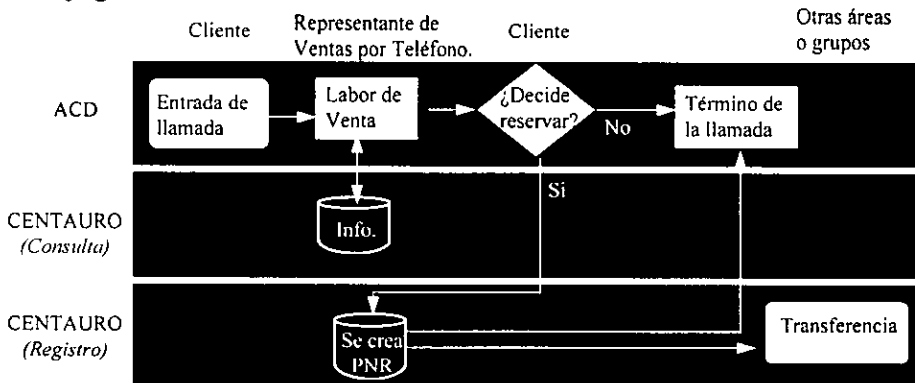 Cliente
Representante de
Ventas por Teléfono.
Cliente
Otras áreas
o grupos
ACD
Entrada de
llamada
Labor de
Venta
¿Decide
reservar?
No
Término de
la llamada
Si
CENTAURO
(Consulta)
Info.
CENTAURO
(Registro)
Se crea
PNR
Transferencia